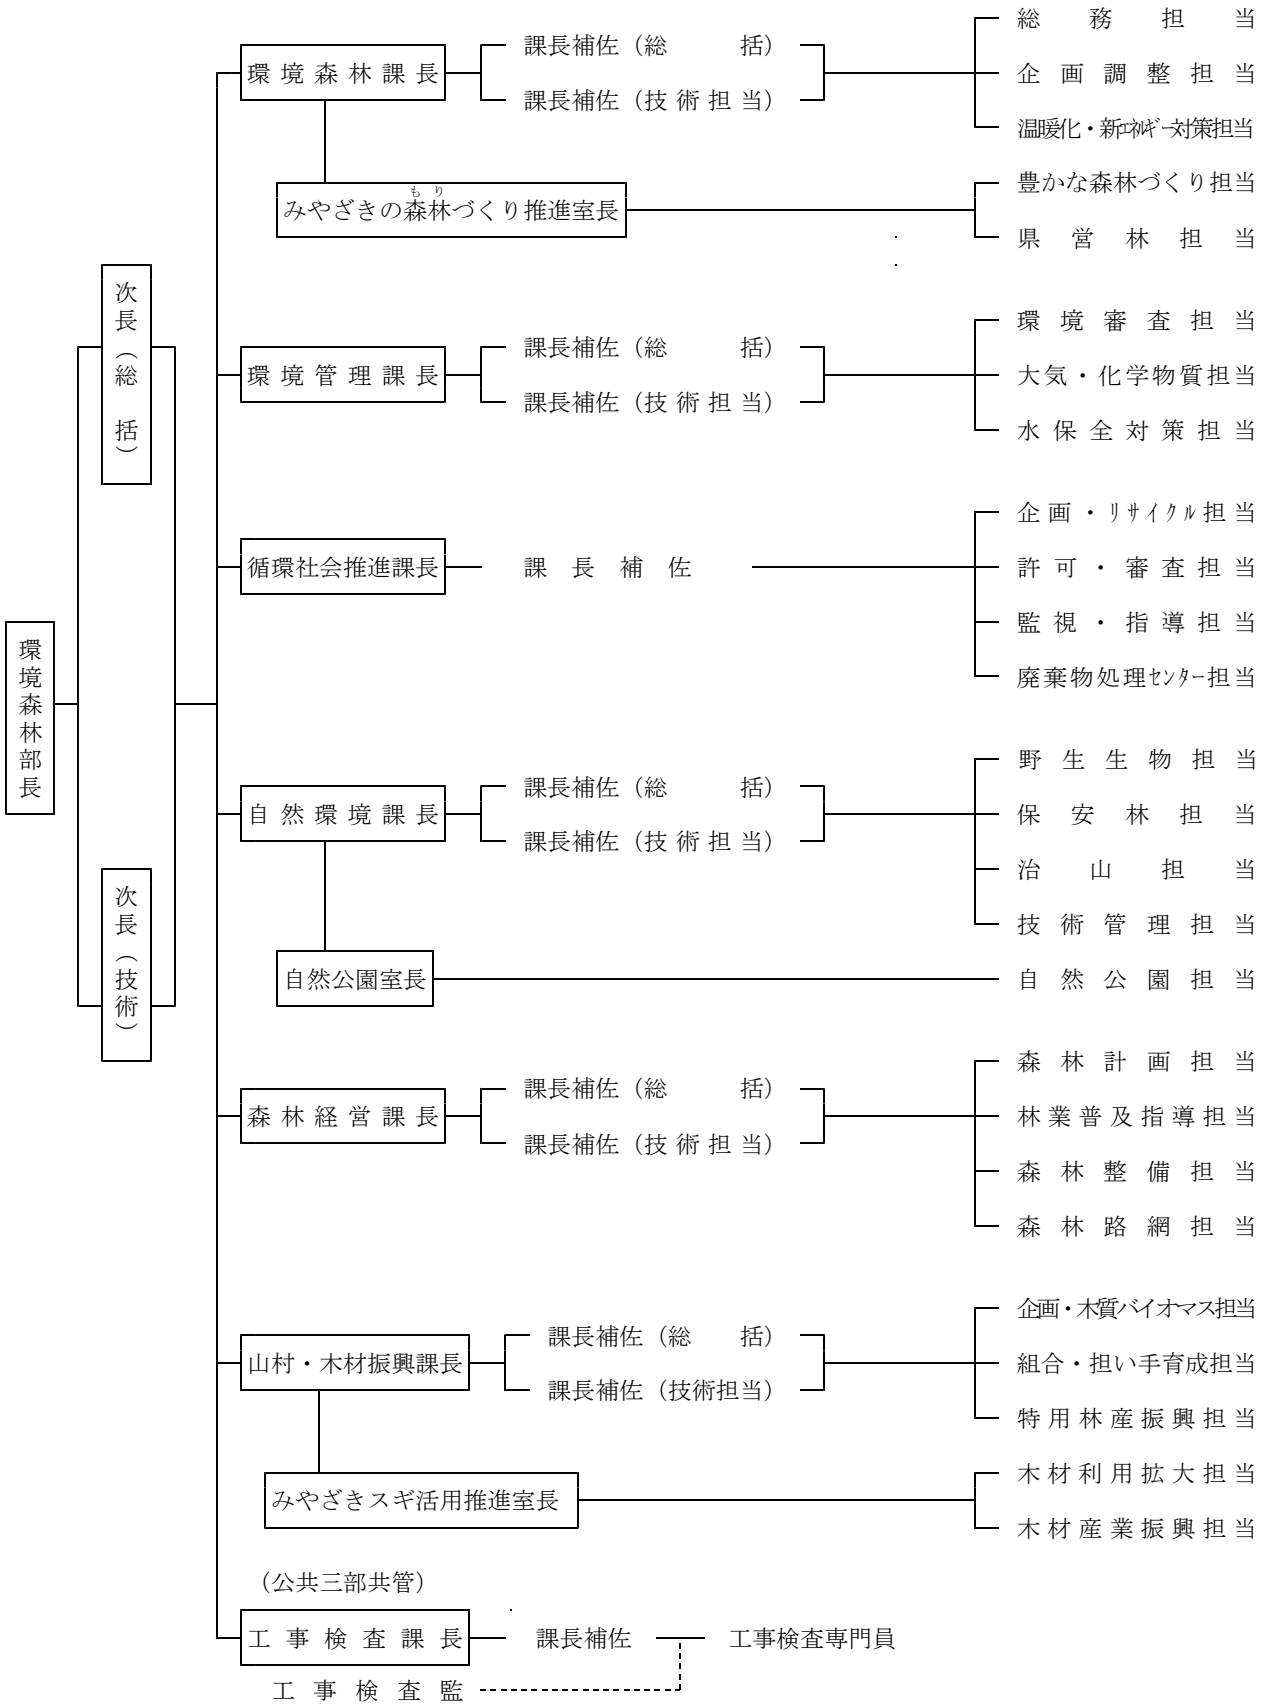 環境森林部長
次長（総括）
次長（技術）
環境森林課長
課長補佐（総括）
課長補佐（技術担当）
総務担当
企画調整担当
温暖化・新エネルギー対策担当
もり
みやざきの森林づくり推進室長
豊かな森林づくり担当
県営林担当
環境管理課長
課長補佐（総括）
課長補佐（技術担当）
環境審査担当
大気・化学物質担当
水保全対策担当
循環社会推進課長
課長補佐
企画・ﾘｻｲｸﾙ担当
許可・審査担当
監視・指導担当
廃棄物処理ｾﾝﾀｰ担当
自然環境課長
課長補佐（総括）
課長補佐（技術担当）
野生生物担当
保安林担当
治山担当
技術管理担当
自然公園室長
自然公園担当
森林経営課長
課長補佐（総括）
課長補佐（技術担当）
森林計画担当
林業普及指導担当
森林整備担当
森林路網担当
山村・木材振興課長
課長補佐（総括）
課長補佐（技術担当）
企画・木質バイオマス担当
組合・担い手育成担当
特用林産振興担当
みやざきスギ活用推進室長
木材利用拡大担当
木材産業振興担当
（公共三部共管）
工事検査課長
課長補佐
工事検査専門員
工事検査監